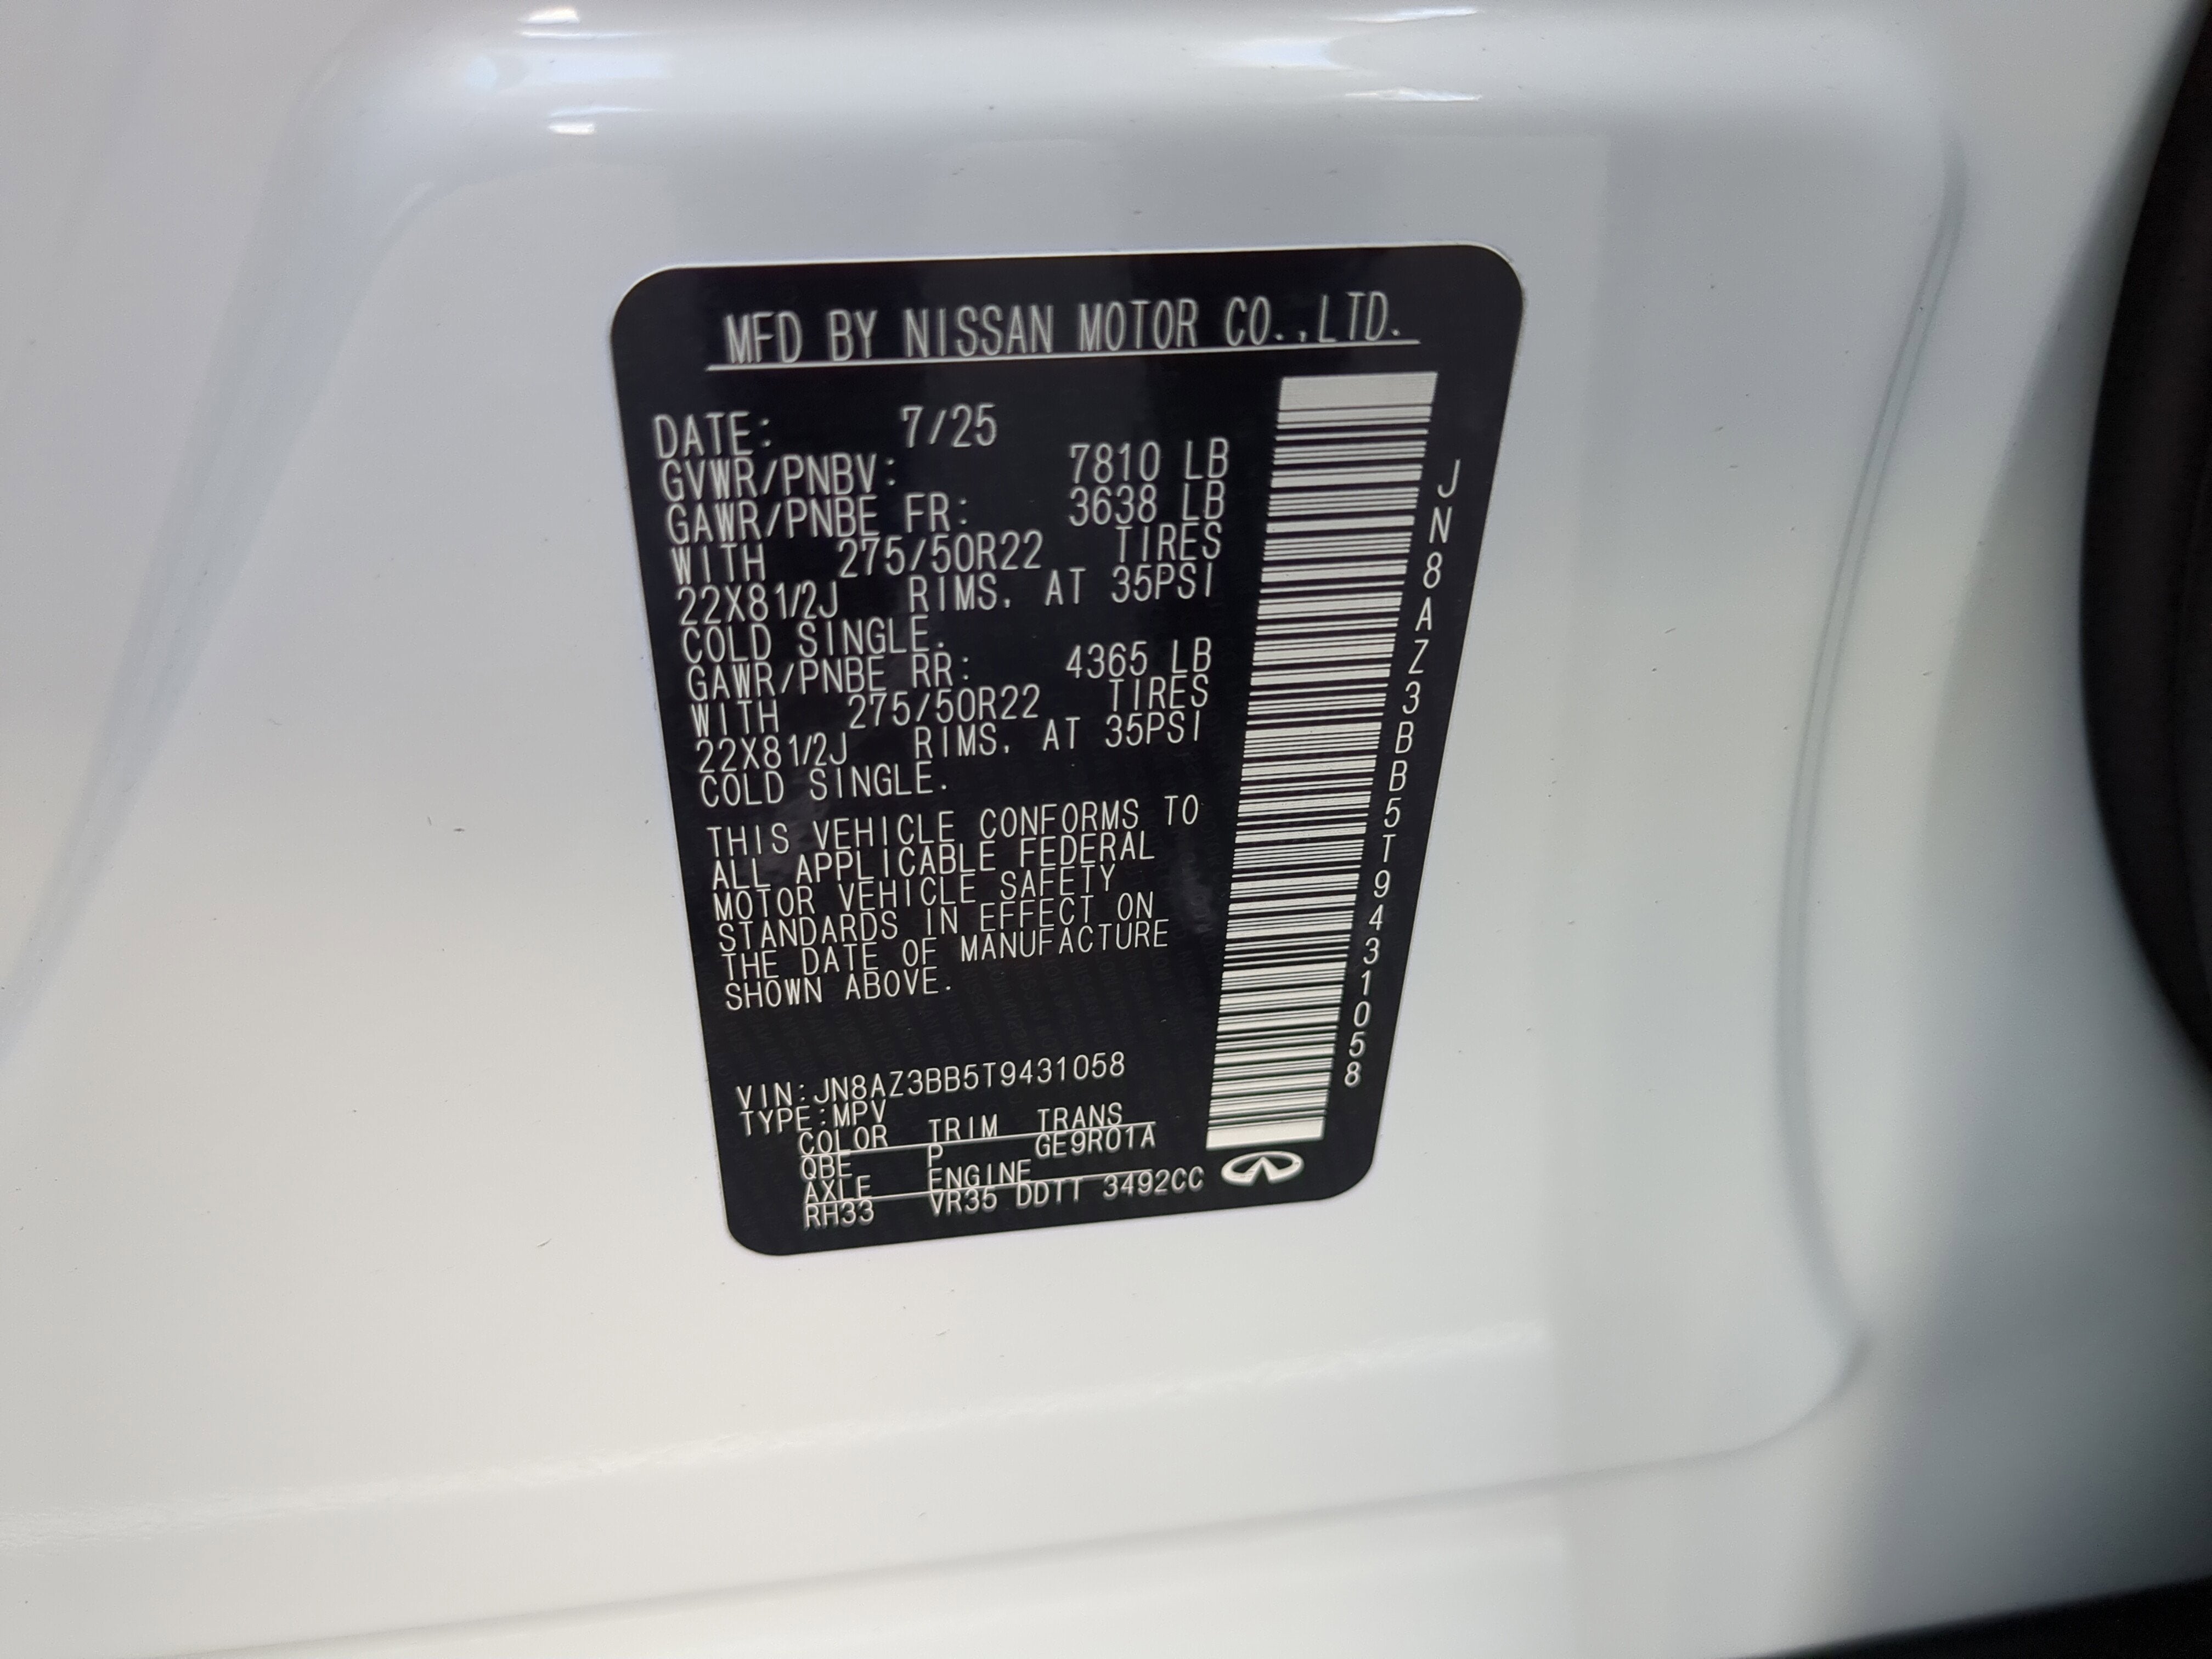 MFD BY NISSAN MOTOR CO.,LTD.
DATE: 7/25
GVWR/PNBV: 7810 LB
GAWR/PNBE FR: 3638 LB
WITH 275/50R22 TIRES
22X81/2J RIMS. AT 35PSI
COLD SINGLE.
GAWR/PNBE RR: 4365 LB
WITH 275/50R22 TIRES
22X81/2J RIMS. AT 35PSI
COLD SINGLE.
THIS VEHICLE CONFORMS TO
ALL APPLICABLE FEDERAL
MOTOR VEHICLE SAFETY
STANDARDS IN EFFECT ON
THE DATE OF MANUFACTURE
SHOWN ABOVE.
VIN:JN8AZ3BB5T9431058
TYPE:MPV
COLOR TRIM TRANS
QBE P GE9R01A
AXLE ENGINE
RH33 VR35 DDTT 3492CC
JN8AZ3BB5T9431058